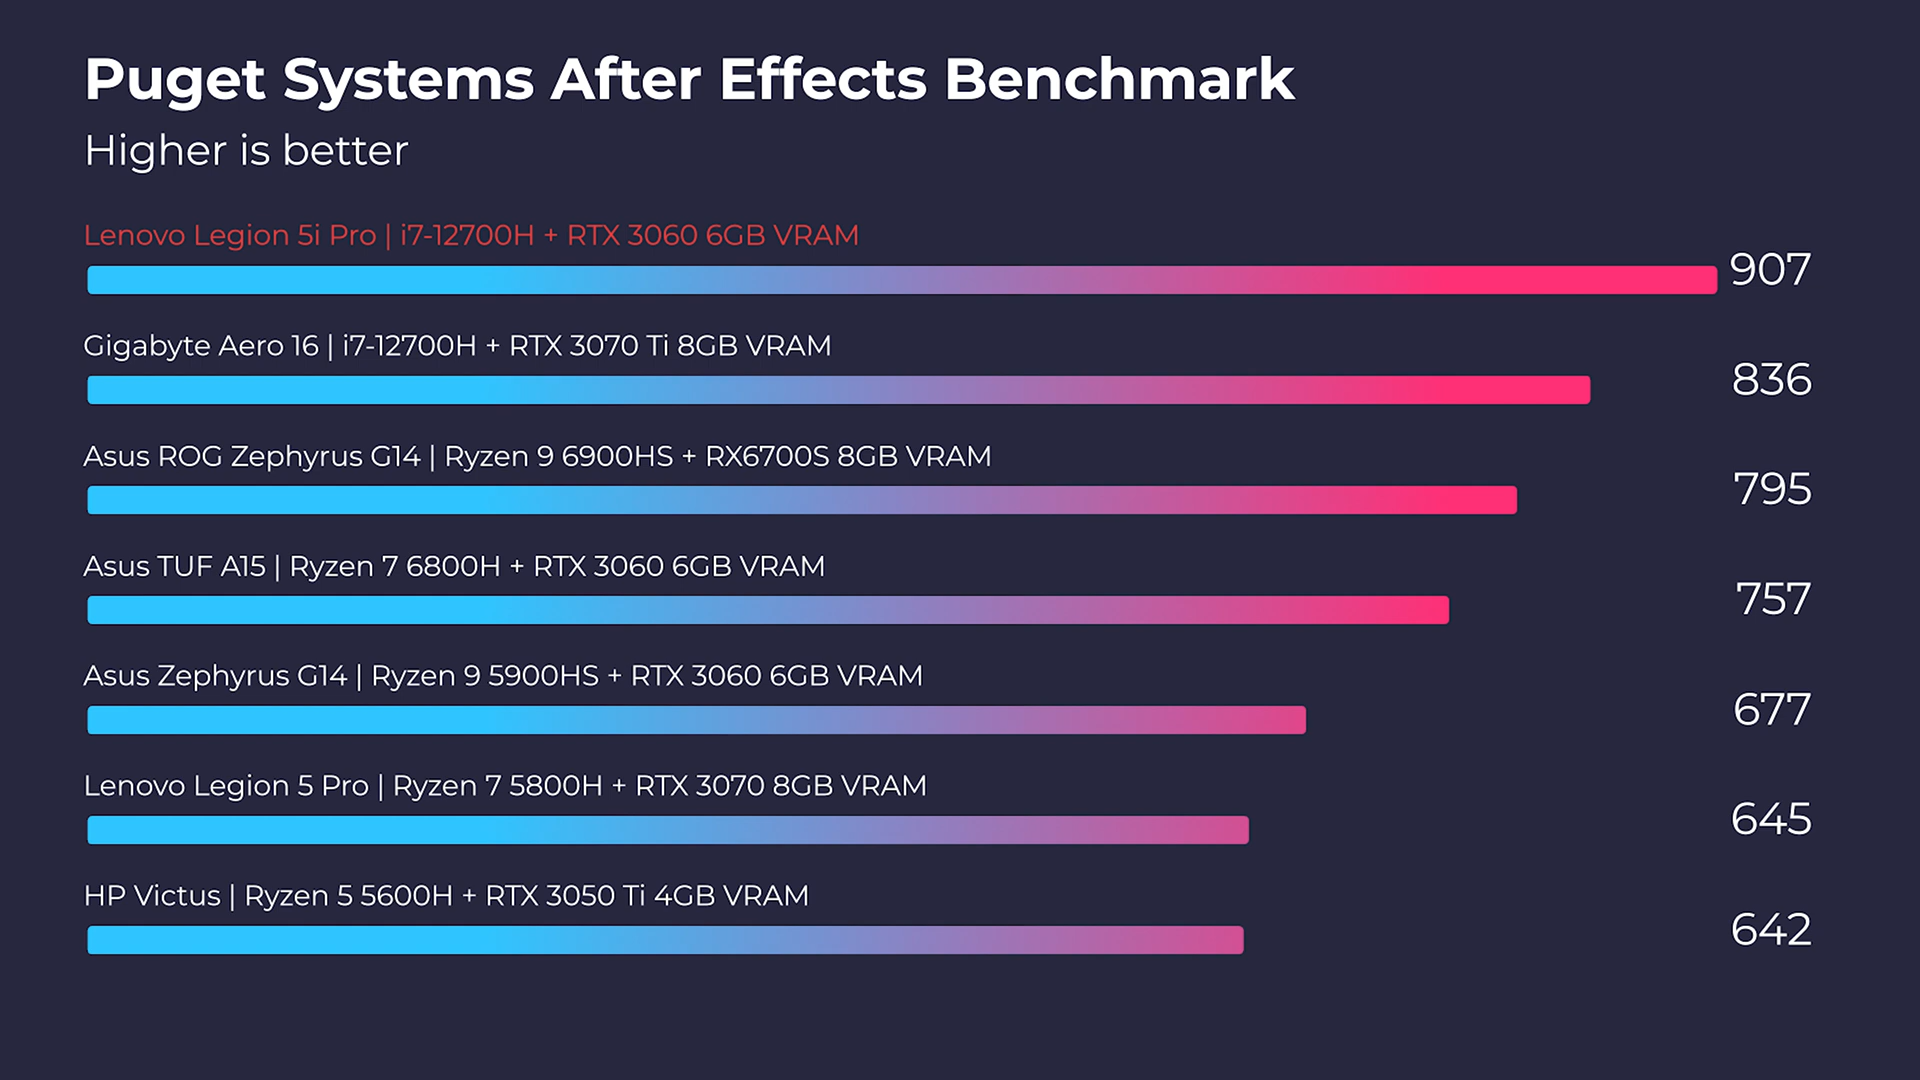 Puget Systems After Effects Benchmark
Higher is better
Lenovo Legion 5i Pro | i7-12700H + RTX 3060 6GB VRAM
907
Gigabyte Aero 16 | i7-12700H + RTX 3070 Ti 8GB VRAM
836
Asus ROG Zephyrus G14 | Ryzen 9 6900HS + RX6700S 8GB VRAM
795
Asus TUF A15 | Ryzen 7 6800H + RTX 3060 6GB VRAM
757
Asus Zephyrus G14 | Ryzen 9 5900HS + RTX 3060 6GB VRAM
677
Lenovo Legion 5 Pro | Ryzen 7 5800H + RTX 3070 8GB VRAM
645
HP Victus | Ryzen 5 5600H + RTX 3050 Ti 4GB VRAM
642